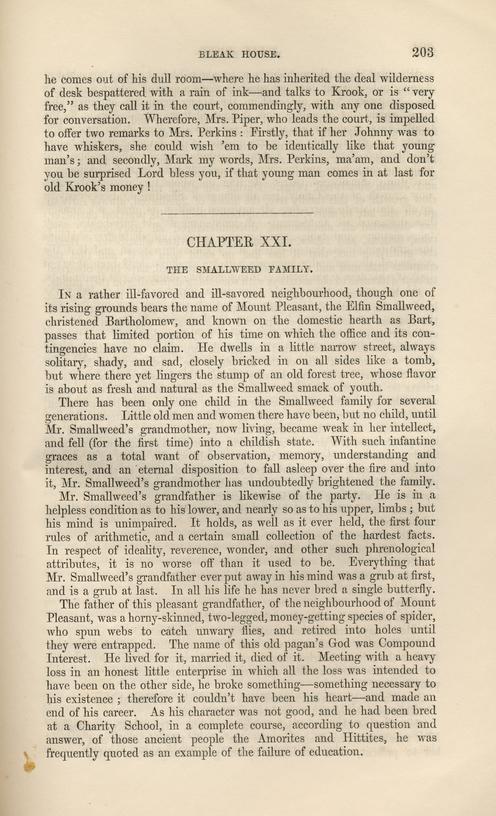 BLEAK HOUSE. 203
he comes out of his dull room—where he has inherited the deal wilderness
of desk bespattered with a rain of ink—and talks to Krook, or is "very
free," as they call it in the court, commendingly, with any one disposed
for conversation. Wherefore, Mrs. Piper, who leads the court, is impelled
to offer two remarks to Mrs. Perkins: Firstly, that if her Johnny was to
have whiskers, she could wish 'em to be identically like that young
man's; and secondly, Mark my words, Mrs. Perkins, ma'am, and don't
you be surprised Lord bless you, if that young man comes in at last for
old Krook's money!
CHAPTER XXI.
THE SMALLWEED FAMILY.
In a rather ill-favored and ill-savored neighbourhood, though one of
its rising grounds bears the name of Mount Pleasant, the Elfin Smallweed,
christened Bartholomew, and known on the domestic hearth as Bart,
passes that limited portion of his time on which the office and its con-
tingencies have no claim. He dwells in a little narrow street, always
solitary, shady, and sad, closely bricked in on all sides like a tomb,
but where there yet lingers the stump of an old forest tree, whose flavor
is about as fresh and natural as the Smallweed smack of youth.
There has been only one child in the Smallweed family for several
generations. Little old men and women there have been, but no child, until
Mr. Smallweed's grandmother, now living, became weak in her intellect,
and fell (for the first time) into a childish state. With such infantine
graces as a total want of observation, memory, understanding and
interest, and an eternal disposition to fall asleep over the fire and into
it, Mr. Smallweed's grandmother has undoubtedly brightened the family.
Mr. Smallweed's grandfather is likewise of the party. He is in a
helpless condition as to his lower, and nearly so as to his upper, limbs; but
his mind is unimpaired. It holds, as well as it ever held, the first four
rules of arithmetic, and a certain small collection of the hardest facts.
In respect of ideality, reverence, wonder, and other such phrenological
attributes, it is no worse off than it used to be. Everything that
Mr. Smallweed's grandfather ever put away in his mind was a grub at first,
and is a grub at last. In all his life he has never bred a single butterfly.
The father of this pleasant grandfather, of the neighbourhood of Mount
Pleasant, was a horny-skinned, two-legged, money-getting species of spider,
who spun webs to catch unwary flies, and retired into holes until
they were entrapped. The name of this old pagan's God was Compound
Interest. He lived for it, married it, died of it. Meeting with a heavy
loss in an honest little enterprise in which all the loss was intended to
have been on the other side, he broke something—something necessary to
his existence; therefore it couldn't have been his heart—and made an
end of his career. As his character was not good, and he had been bred
at a Charity School, in a complete course, according to question and
answer, of those ancient people the Amorites and Hittites, he was
frequently quoted as an example of the failure of education.